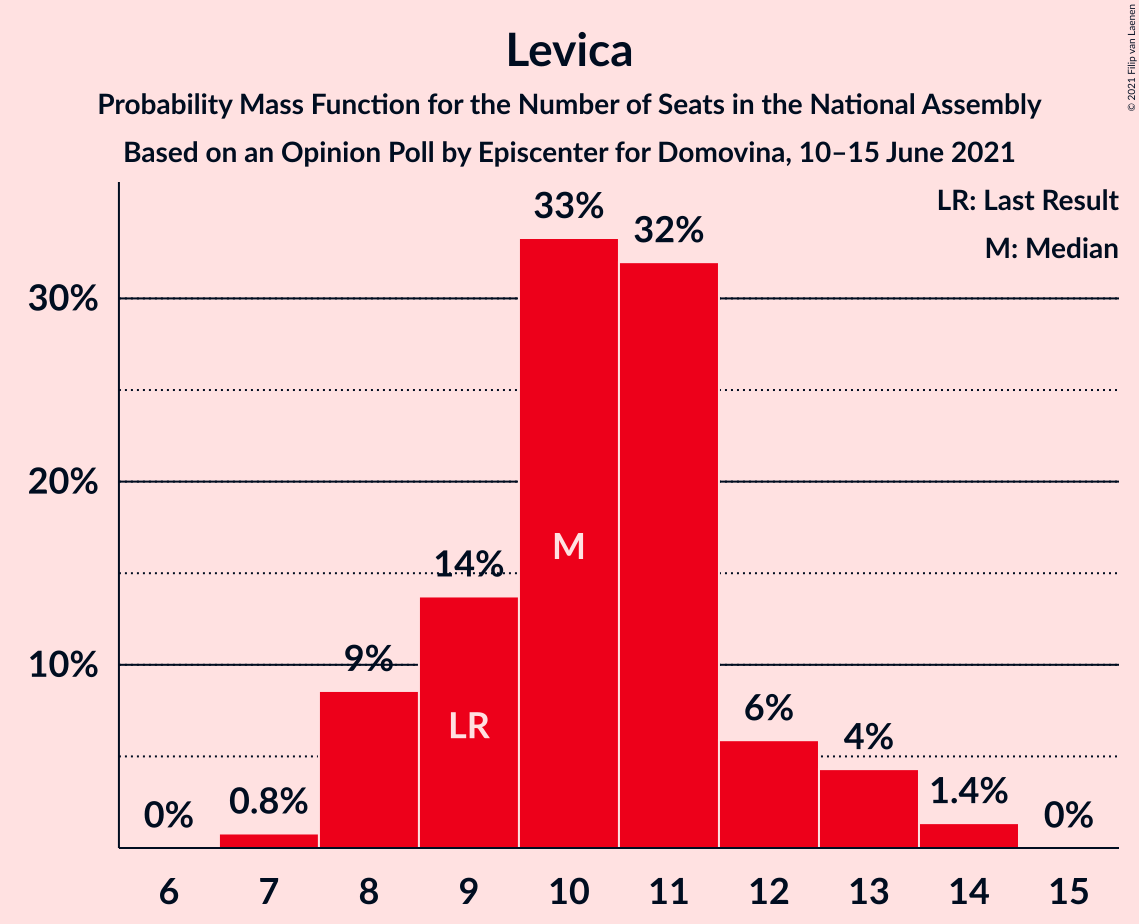 Levica
Probability Mass Function for the Number of Seats in the National Assembly
Based on an Opinion Poll by Episcenter for Domovina, 10–15 June 2021
© 2021 Filip van Laenen
LR: Last Result
M: Median
33%
32%
30%
20%
M
14%
10%
9%
LR
6%
4%
1.4%
0.8%
0%
0%
6 7 8 9 10 11 12 13 14 15